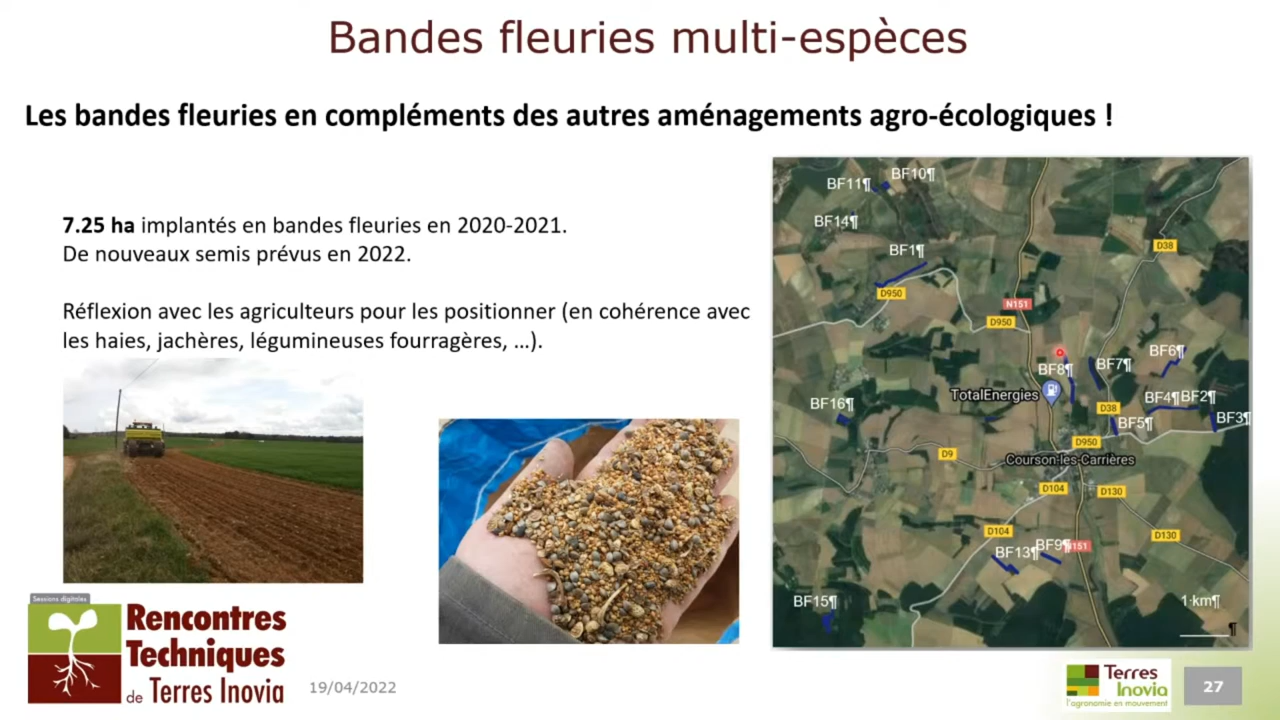 Bandes fleuries multi-espèces
Les bandes fleuries en compléments des autres aménagements agro-écologiques !
7.25 ha implantés en bandes fleuries en 2020-2021.
De nouveaux semis prévus en 2022.
Réflexion avec les agriculteurs pour les positionner (en cohérence avec
les haies, jachères, légumineuses fourragères, ...).
BF10¶
BF11¶
BF14¶
BF1¶
D38
D950
N151
D950
BF6¶
BF7¶
BF8¶
TotalEnergies
BF4¶
BF2¶
BF16¶
D38
BF5¶
BF3¶
D950
D9
Courson-les-Carrières
D104
D130
D104
D130
BF9¶
N151
BF13¶
BF15¶
1·km¶
¶
Sessions digitales
Rencontres
Techniques
de Terres Inovia
19/04/2022
Terres
Inovia
l'agronomie en mouvement
27